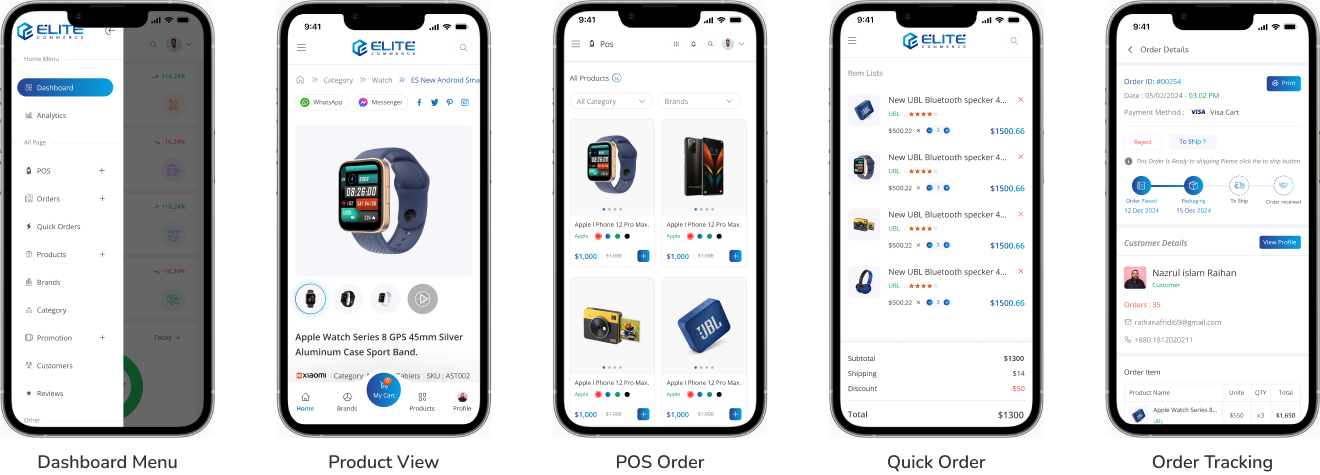 ELITE
COMMERCE
Home Menu
Dashboard
Analytics
All Page
POS
Orders
Quick Orders
Products
Brands
Category
Promotion
Customers
Reviews
Other
+16.24%
-16.24%
+16.24%
-16.24%
Today
Dashboard Menu
9:41
ELITE
COMMERCE
Category
Watch
ES New Android Sma
WhatsApp
Messenger
08:26:00
Apple Watch Series 8 GPS 45mm Silver
Aluminum Case Sport Band.
xiaomi
SKU : AST002
My Cart
Home
Brands
Products
Profile
Product View
9:41
Pos
All Products
All Category
Brands
08:26:00
Apple I Phone 12 Pro Max.
Apple
$1,000 $1,000
Apple I Phone 12 Pro Max.
Apple
$1,000 $1,000
Kodak
Apple I Phone 12 Pro Max.
Apple
$1,000 $1,000
JBL
Apple I Phone 12 Pro Max.
Apple
$1,000 $1,000
POS Order
9:41
ELITE
COMMERCE
Item Lists
New UBL Bluetooth specker 4...
UBL
$500.22 × 3 $1500.66
New UBL Bluetooth specker 4...
UBL
$500.22 × 3 $1500.66
New UBL Bluetooth specker 4...
UBL
$500.22 × 3 $1500.66
New UBL Bluetooth specker 4...
UBL
$500.22 × 3 $1500.66
Subtotal $1300
Shipping $14
Discount -$50
Total $1300
Quick Order
9:41
Order Details
Order ID: #00254
Print
Date : 05/02/2024 - 03:02 PM
Payment Method : VISA Visa Cart
Reject
To Ship ?
This Order Is Ready to shipping Please click the to ship button.
Order Placed
12 Dec 2024
Packaging
15 Dec 2024
To Ship
Order received
Customer Details
View Profile
Nazrul islam Raihan
Customer
Orders : 35
raihanafridi69@gmail.com
+880 1812020211
Order Item
Product Name Unite QTY Total
Apple Watch Series 8... $550 x3 $1,650
UBL
Order Tracking